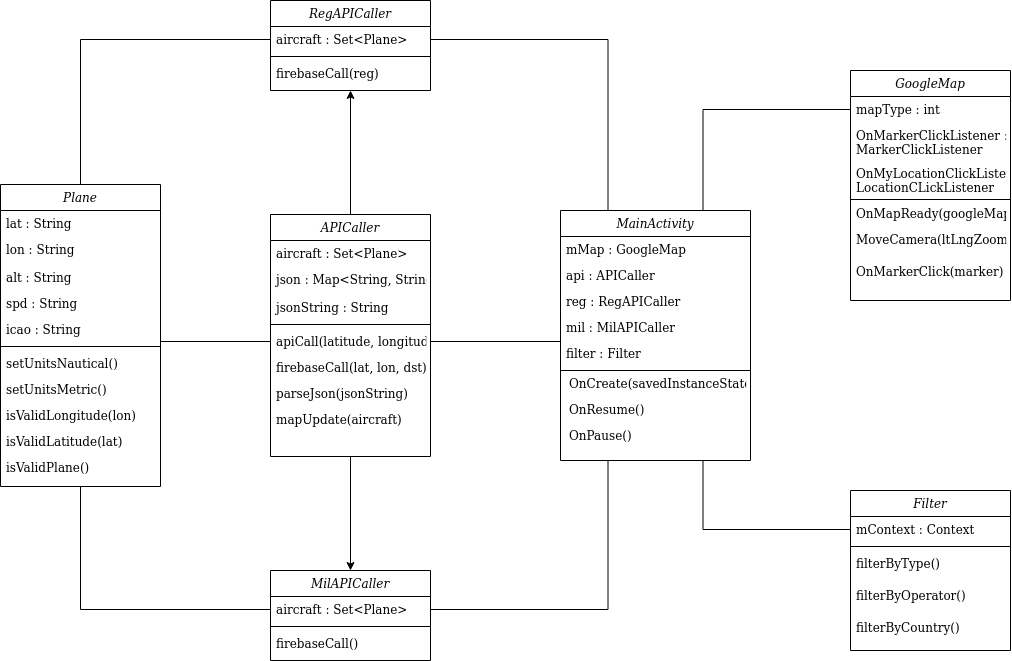 RegAPICaller
aircraft : Set<Plane>
firebaseCall(reg)
GoogleMap
mapType : int
OnMarkerClickListener :
MarkerClickListener
OnMyLocationClickListe
LocationCLickListener
OnMapReady(googleMap
MoveCamera(ltLngZoom
OnMarkerClick(marker)
Plane
lat : String
lon : String
alt : String
spd : String
icao : String
setUnitsNautical()
setUnitsMetric()
isValidLongitude(lon)
isValidLatitude(lat)
isValidPlane()
APICaller
aircraft : Set<Plane>
json : Map<String, Strin
jsonString : String
apiCall(latitude, longitud
firebaseCall(lat, lon, dst)
parseJson(jsonString)
mapUpdate(aircraft)
MainActivity
mMap : GoogleMap
api : APICaller
reg : RegAPICaller
mil : MilAPICaller
filter : Filter
OnCreate(savedInstanceState
OnResume()
OnPause()
Filter
mContext : Context
filterByType()
filterByOperator()
filterByCountry()
MilAPICaller
aircraft : Set<Plane>
firebaseCall()